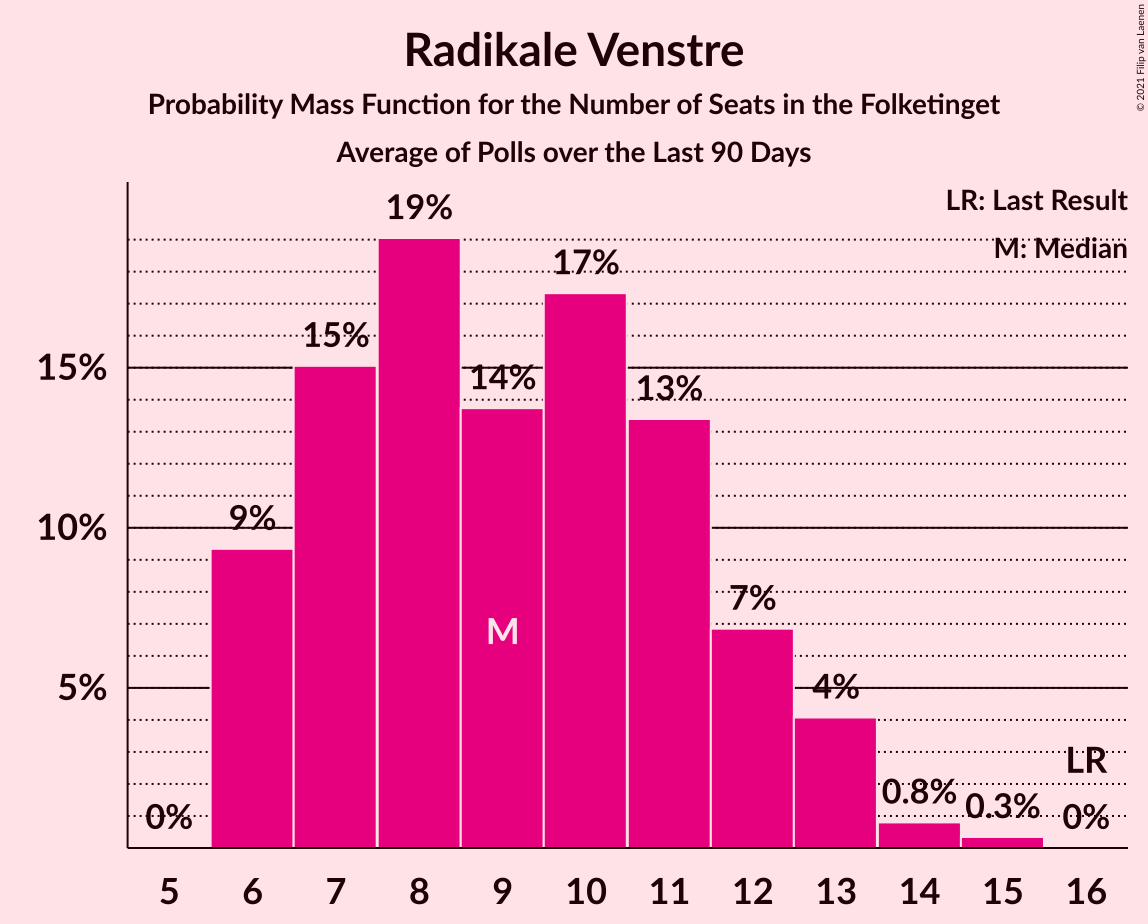 Radikale Venstre
Probability Mass Function for the Number of Seats in the Folketinget
Average of Polls over the Last 90 Days
© 2021 Filip van Laenen
LR: Last Result
M: Median
19%
17%
15%
15%
14%
13%
10%
9%
7%
M
5%
4%
LR
0%
0.8%
0.3%
0%
5 6 7 8 9 10 11 12 13 14 15 16